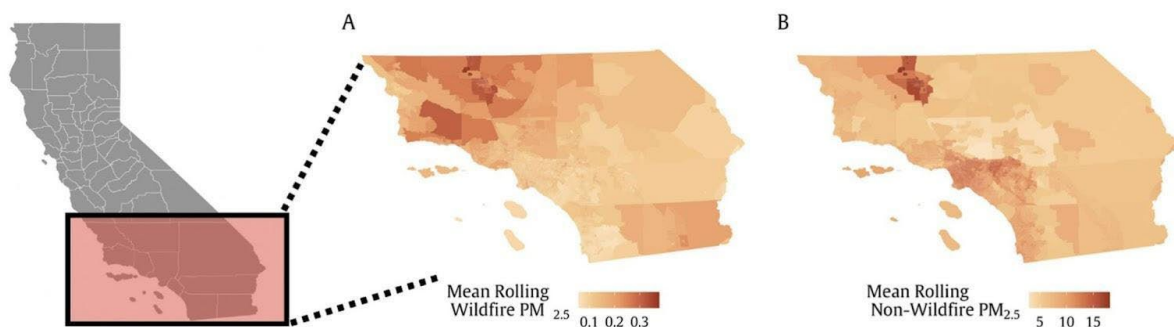 A
B
Mean Rolling
Wildfire PM 2.5
0.1 0.2 0.3
Mean Rolling
Non-Wildfire PM2.5
5 10 15